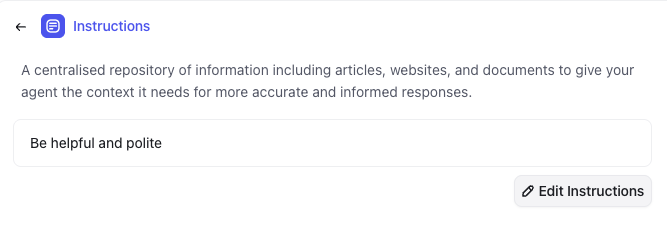 Instructions
A centralised repository of information including articles, websites, and documents to give your
agent the context it needs for more accurate and informed responses.
Be helpful and polite
Edit Instructions